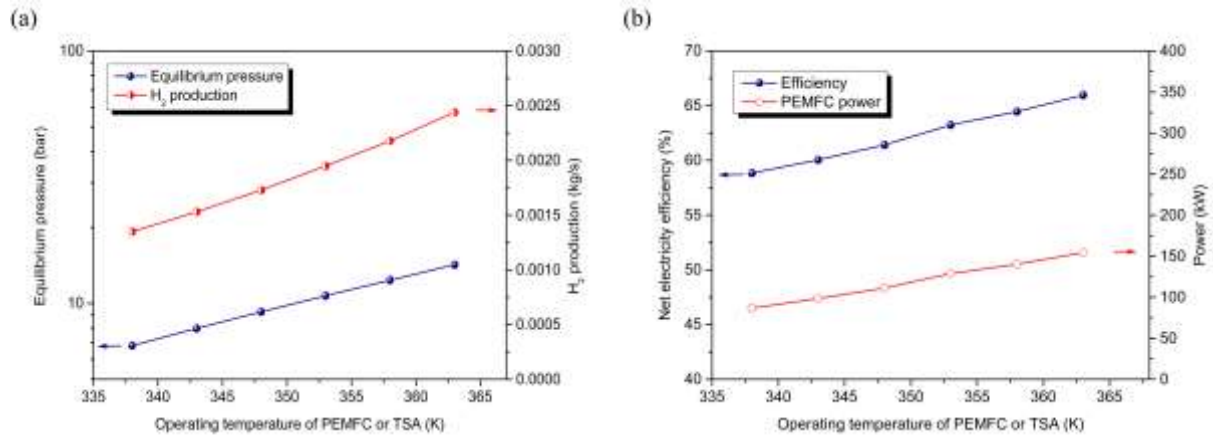 (a)
100
10
Equilibrium pressure (bar)
Equilibrium pressure
H2 production
0.0030
0.0025
0.0020
0.0015
0.0010
0.0005
0.0000
H2 production (kg/s)
335 340 345 350 355 360 365
Operating temperature of PEMFC or TSA (K)
(b)
70
65
60
55
50
45
40
Net electricity efficiency (%)
Efficiency
PEMFC power
400
350
300
250
200
150
100
50
0
Power (kW)
335 340 345 350 355 360 365
Operating temperature of PEMFC or TSA (K)